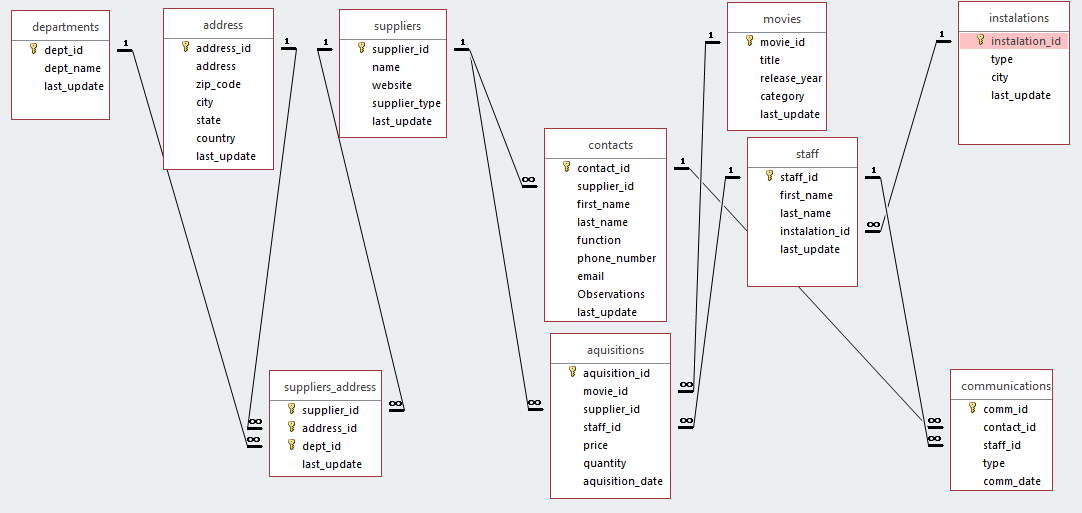 departments
dept_id
dept_name
last_update
address
address_id
address
zip_code
city
state
country
last_update
suppliers
supplier_id
name
website
supplier_type
last_update
movies
movie_id
title
release_year
category
last_update
instalations
instalation_id
type
city
last_update
contacts
contact_id
supplier_id
first_name
last_name
function
phone_number
email
Observations
last_update
staff
staff_id
first_name
last_name
instalation_id
last_update
suppliers_address
supplier_id
address_id
dept_id
last_update
aquisitions
aquisition_id
movie_id
supplier_id
staff_id
price
quantity
aquisition_date
communications
comm_id
contact_id
staff_id
type
comm_date
1
1
1
1
1
1
1
1
1
∞
∞
∞
∞
∞
∞
∞
∞
∞